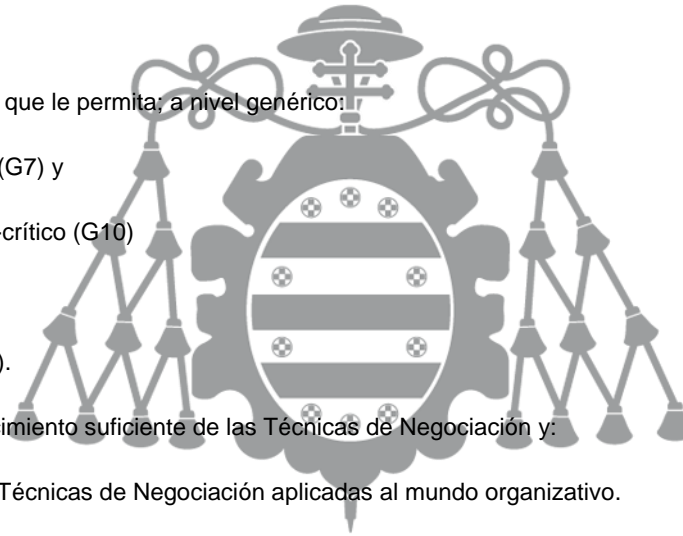 que le permita; a nivel genérico:
(G7) y
-crítico (G10)
).
cimiento suficiente de las Técnicas de Negociación y:
Técnicas de Negociación aplicadas al mundo organizativo.